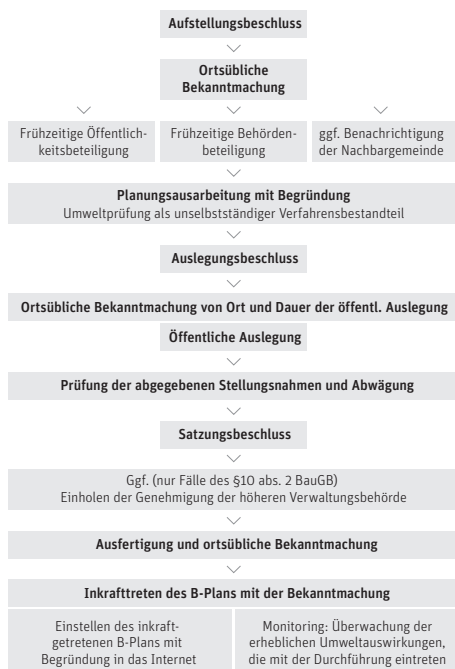 Aufstellungsbeschluss
Ortsübliche
Bekanntmachung
Frühzeitige Öffentlich-
keitsbeteiligung
Frühzeitige Behörden-
beteiligung
ggf. Benachrichtigung
der Nachbargemeinde
Planungsausarbeitung mit Begründung
Umweltprüfung als unselbstständiger Verfahrensbestandteil
Auslegungsbeschluss
Ortsübliche Bekanntmachung von Ort und Dauer der öffentl. Auslegung
Öffentliche Auslegung
Prüfung der abgegebenen Stellungsnahmen und Abwägung
Satzungsbeschluss
Ggf. (nur Fälle des §10 abs. 2 BauGB)
Einholen der Genehmigung der höheren Verwaltungsbehörde
Ausfertigung und ortsübliche Bekanntmachung
Inkrafttreten des B-Plans mit der Bekanntmachung
Einstellen des inkraft-
getretenen B-Plans mit
Begründung in das Internet
Monitoring: Überwachung der
erheblichen Umweltauswirkungen,
die mit der Durchführung eintreten